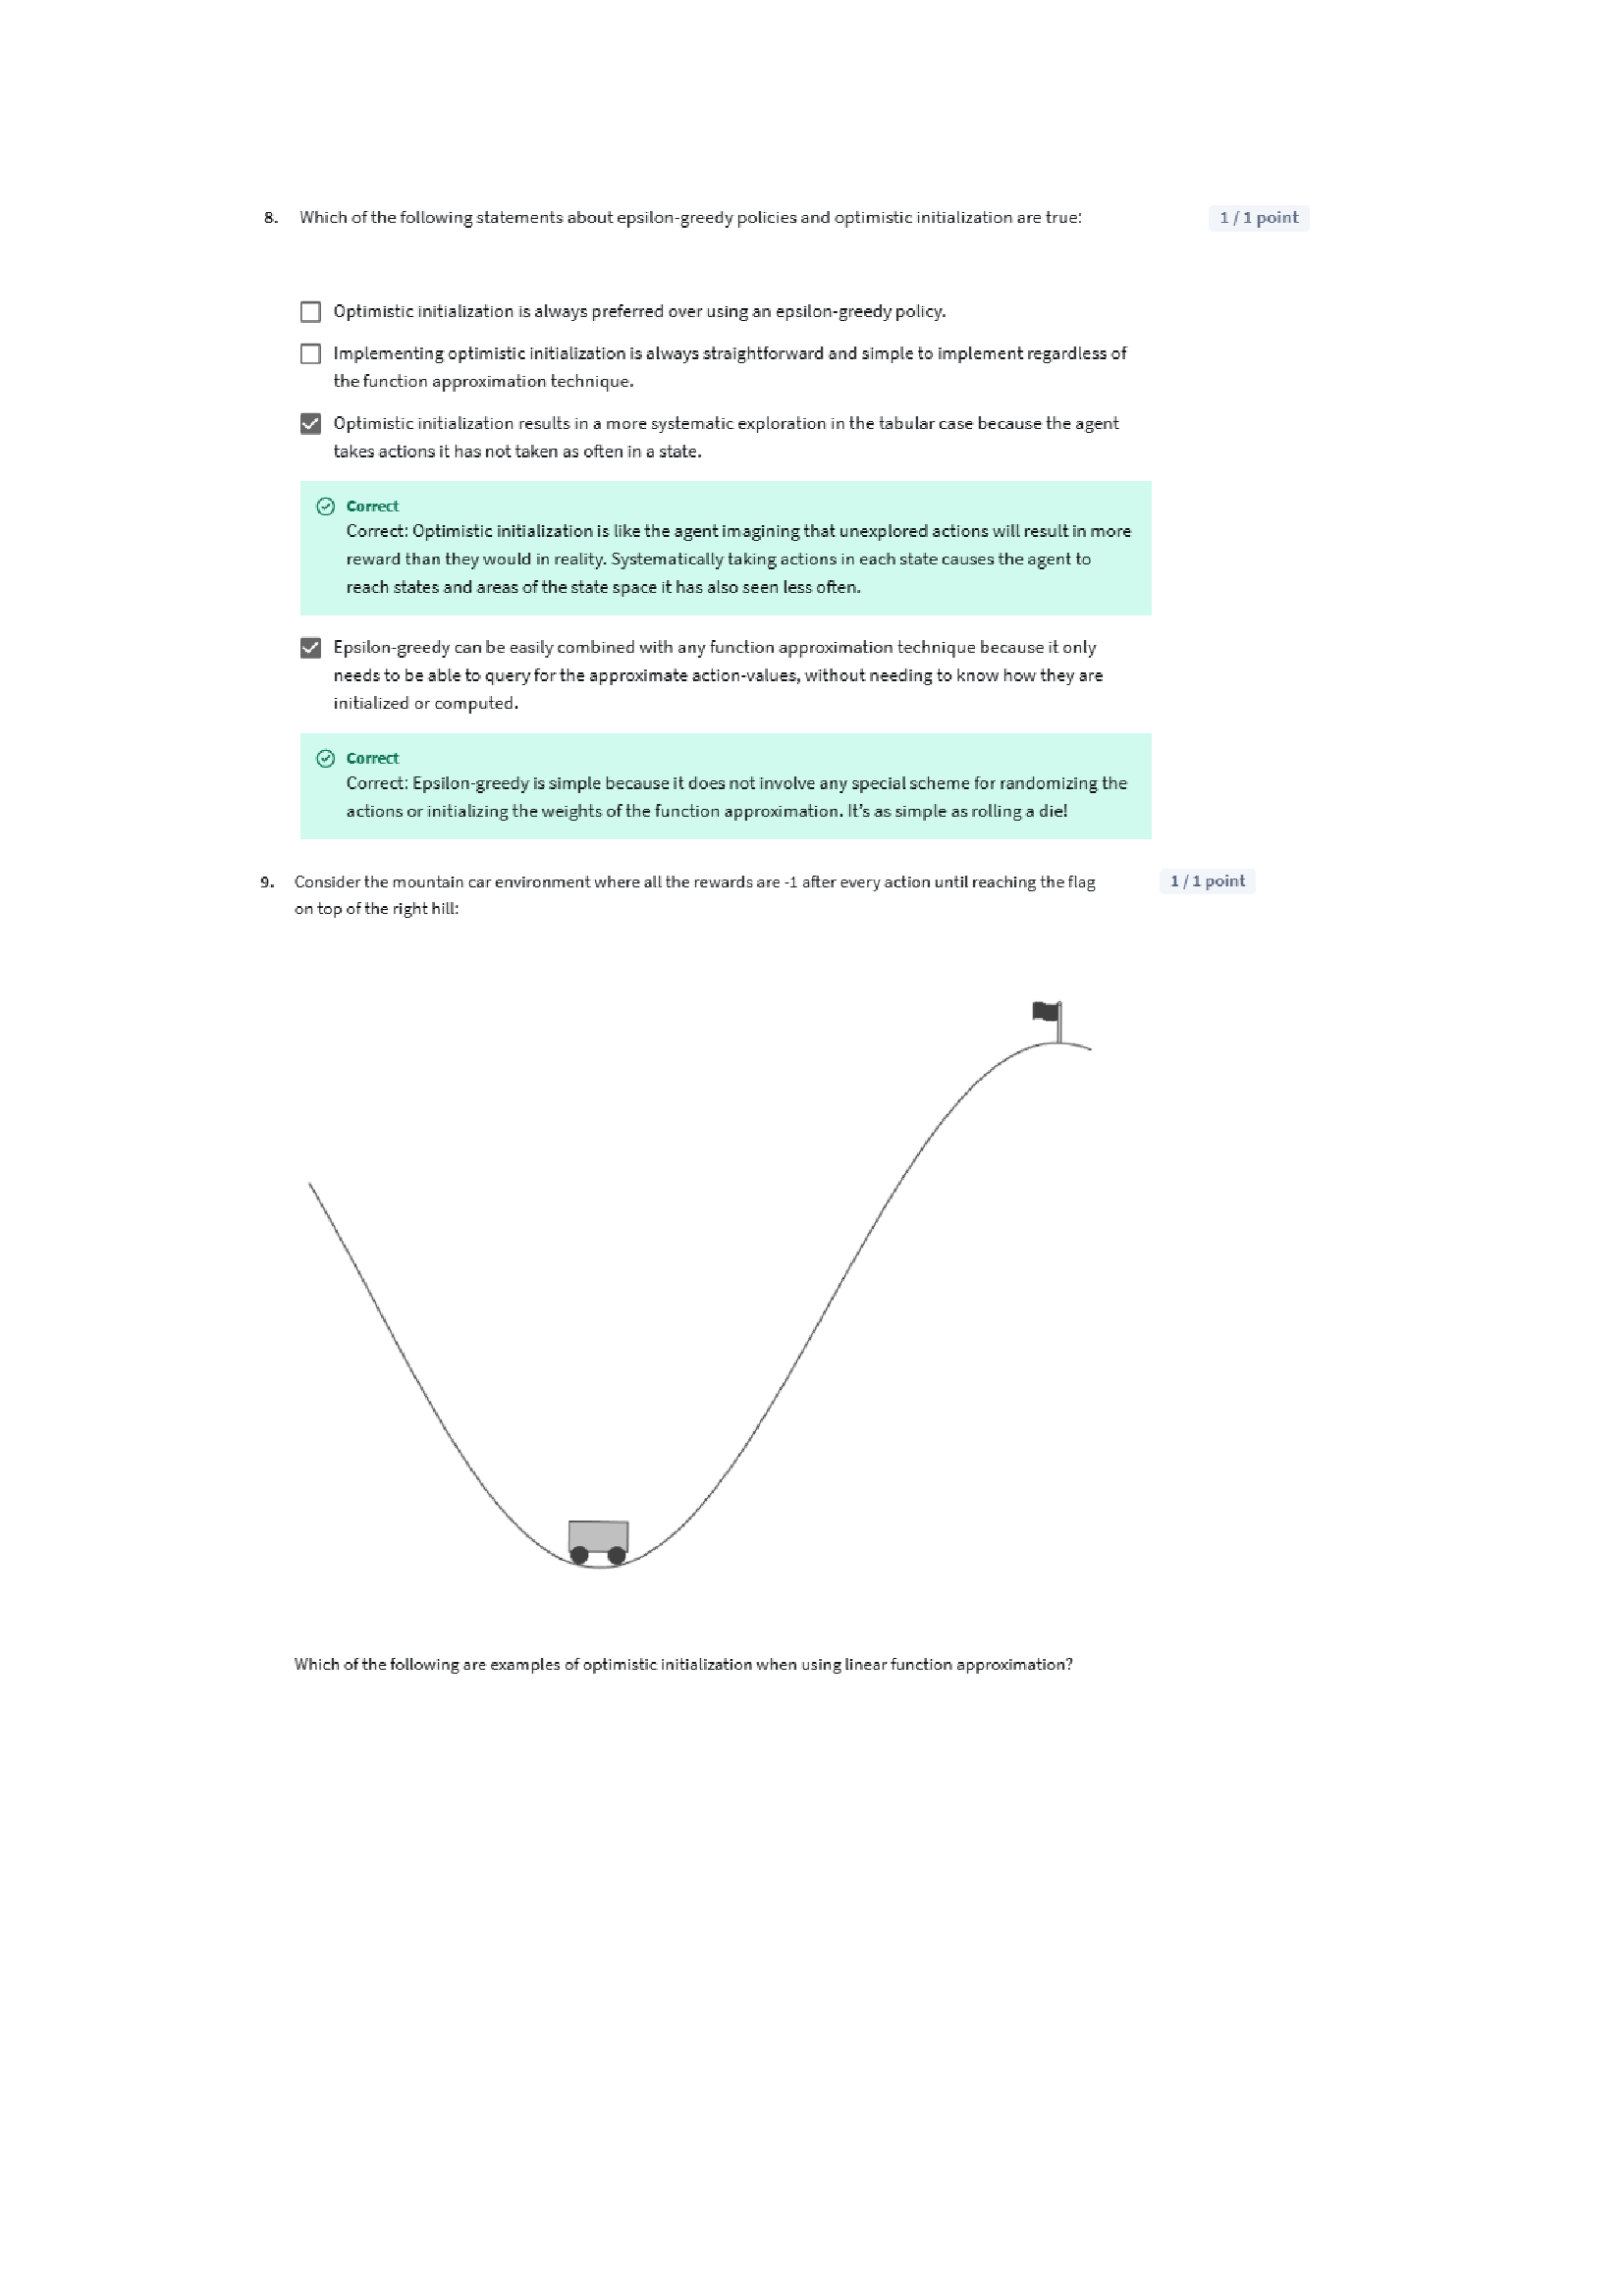 8. Which of the following statements about epsilon-greedy policies and optimistic initialization are true:
1 / 1 point
Optimistic initialization is always preferred over using an epsilon-greedy policy.
Implementing optimistic initialization is always straightforward and simple to implement regardless of
the function approximation technique.
Optimistic initialization results in a more systematic exploration in the tabular case because the agent
takes actions it has not taken as often in a state.
Correct
Correct: Optimistic initialization is like the agent imagining that unexplored actions will result in more
reward than they would in reality. Systematically taking actions in each state causes the agent to
reach states and areas of the state space it has also seen less often.
Epsilon-greedy can be easily combined with any function approximation technique because it only
needs to be able to query for the approximate action-values, without needing to know how they are
initialized or computed.
Correct
Correct: Epsilon-greedy is simple because it does not involve any special scheme for randomizing the
actions or initializing the weights of the function approximation. It's as simple as rolling a die!
9. Consider the mountain car environment where all the rewards are -1 after every action until reaching the flag
on top of the right hill:
1 / 1 point
Which of the following are examples of optimistic initialization when using linear function approximation?